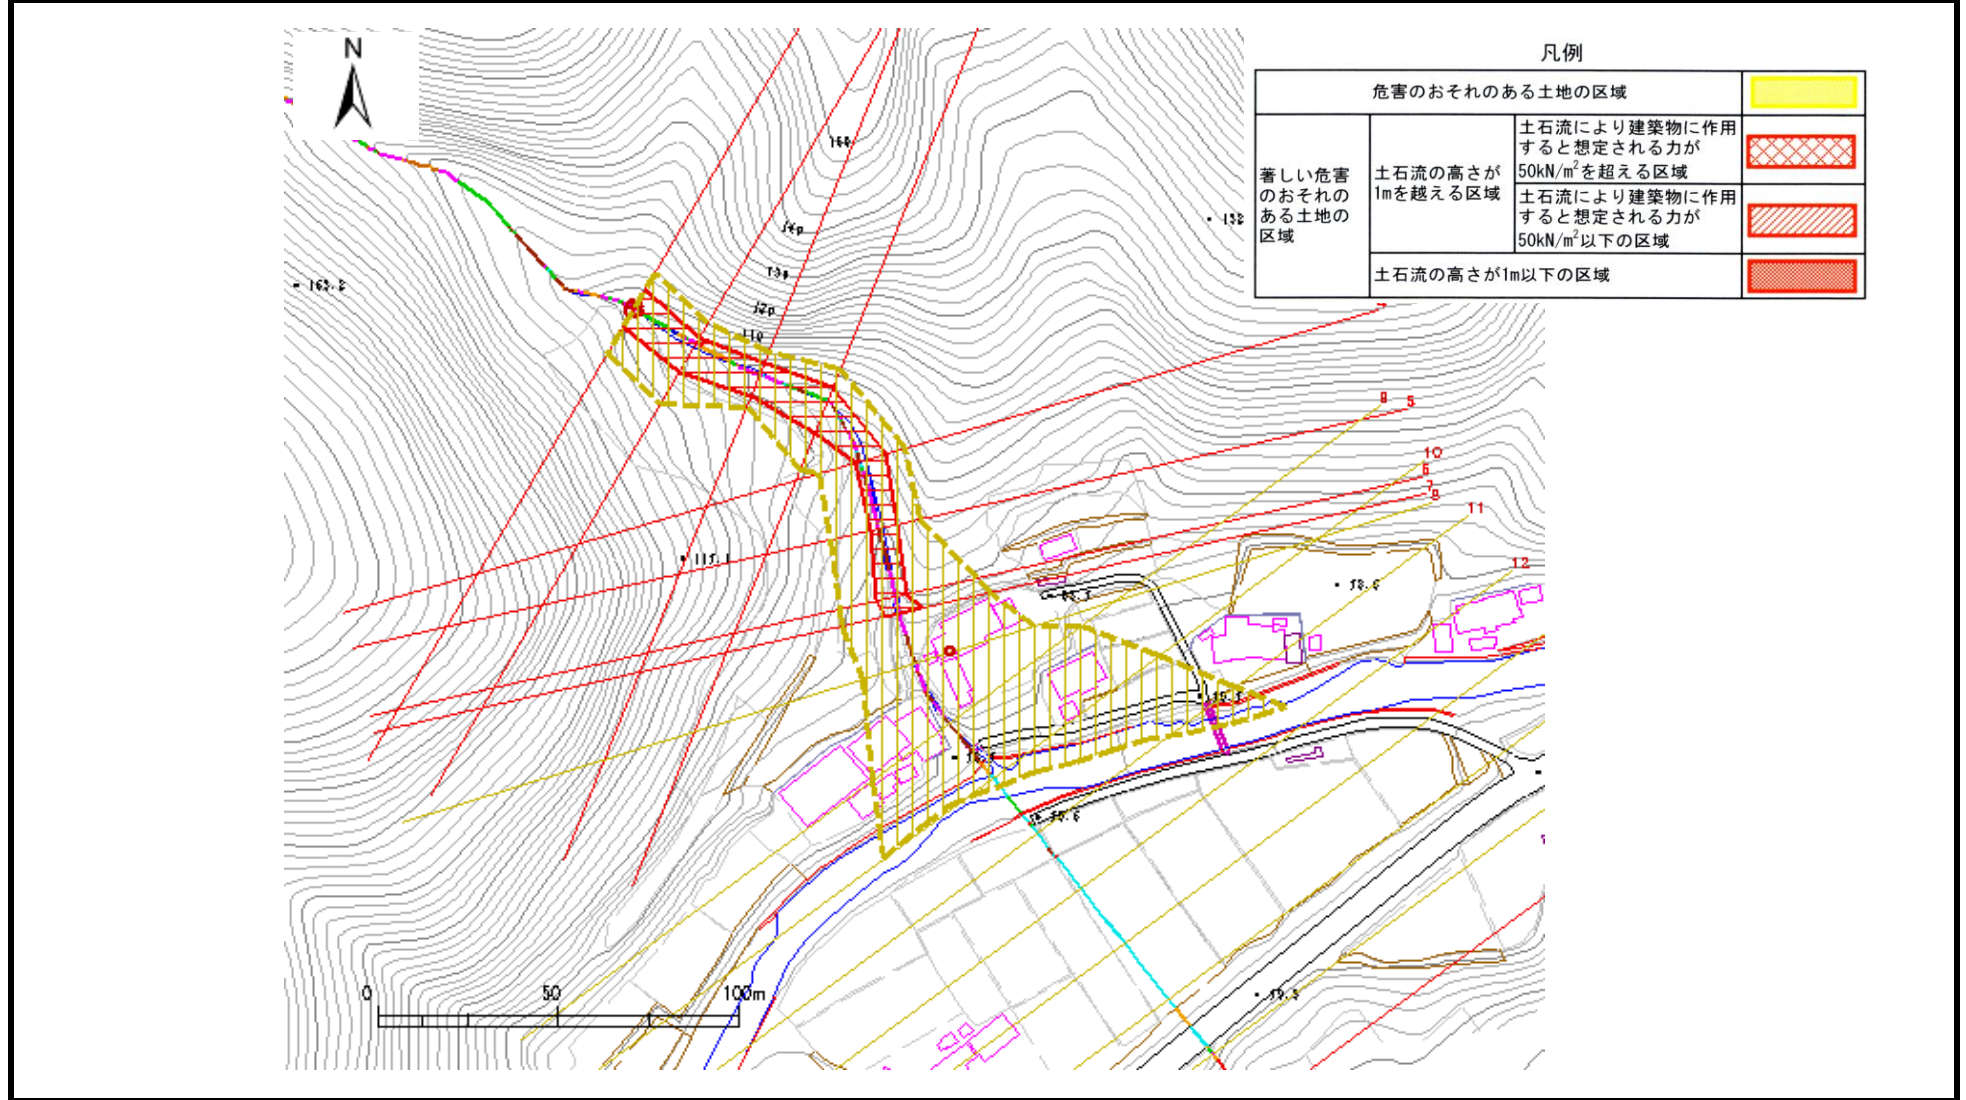 N
凡例
危害のおそれのある土地の区域
著しい危害
のおそれの
ある土地の
区域
土石流の高さが
1mを越える区域
土石流により建築物に作用
すると想定される力が
50kN/m²を超える区域
土石流により建築物に作用
すると想定される力が
50kN/m²以下の区域
土石流の高さが1m以下の区域
160
115.1
9
5
10
6
7
8
11
12
0
50
100m